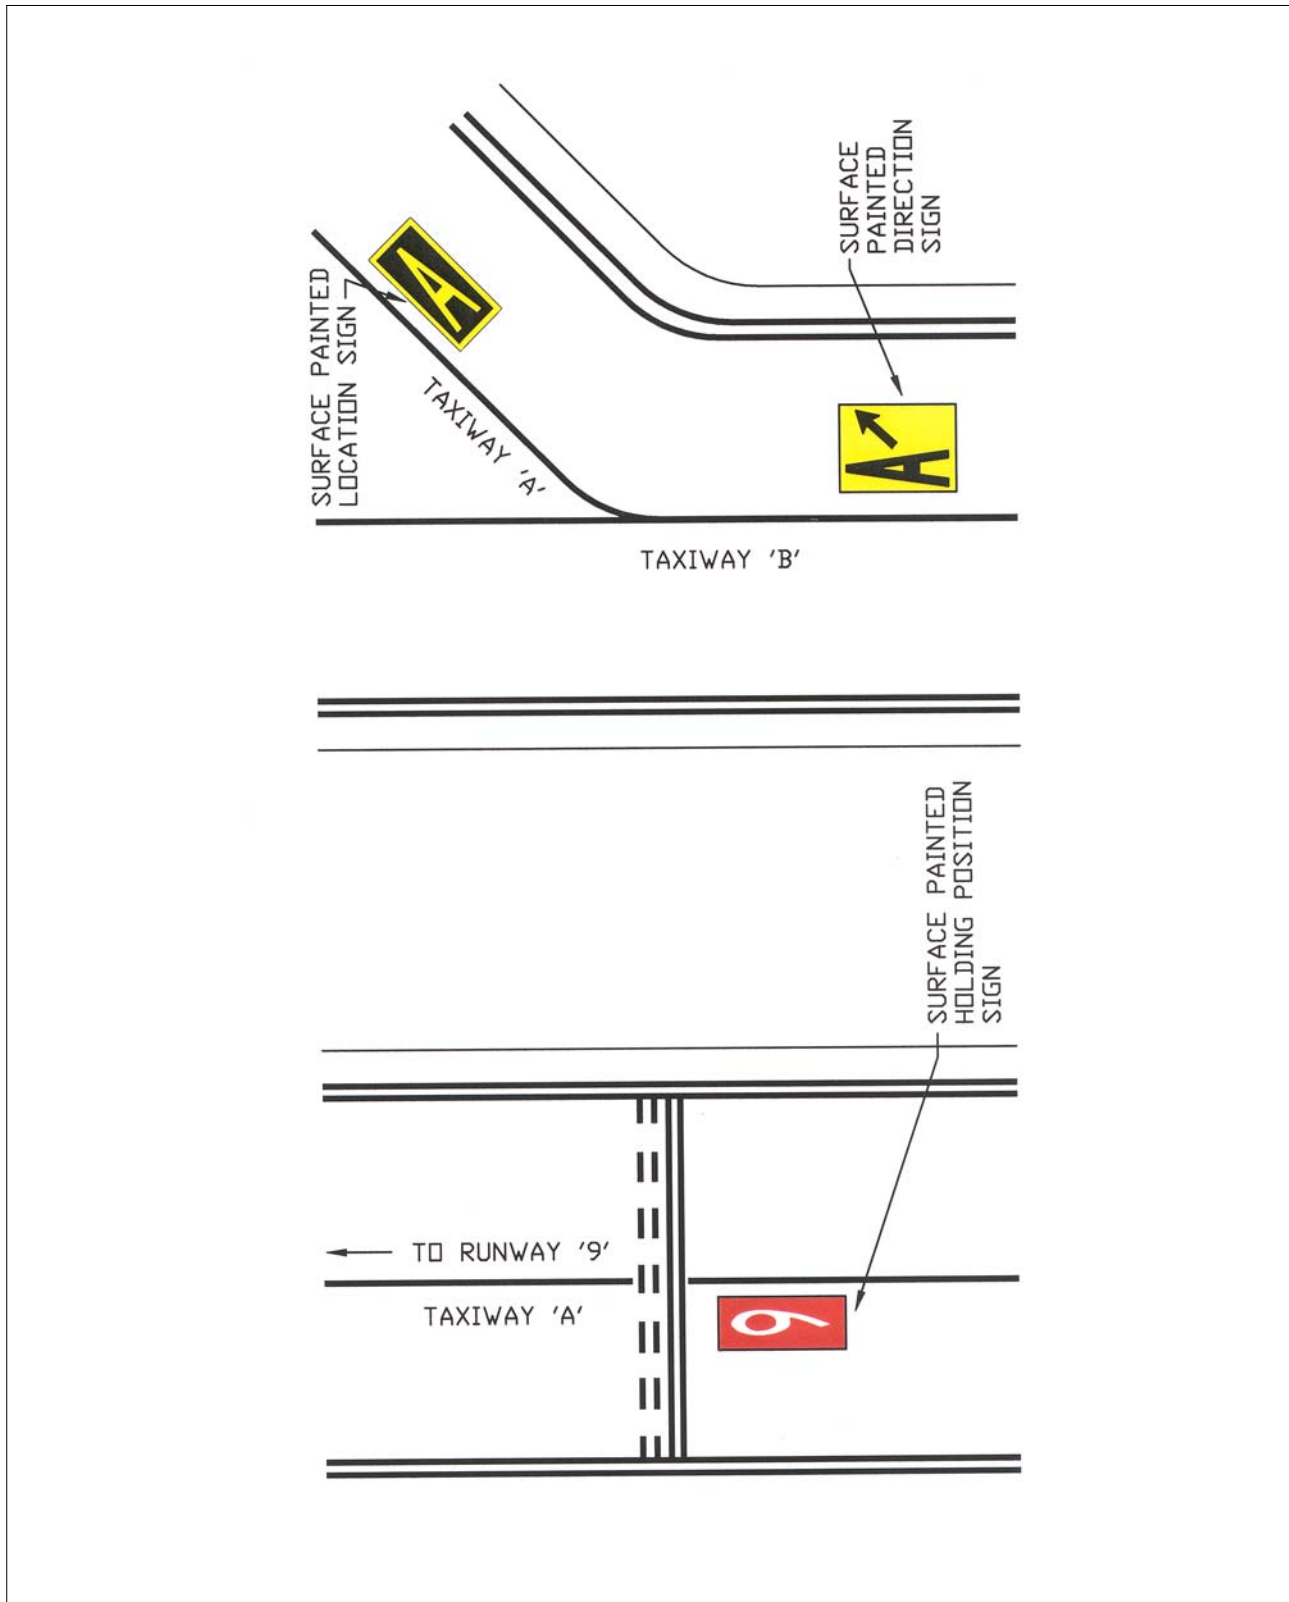 SURFACE PAINTED
LOCATION SIGN
A
TAXIWAY 'A'
SURFACE
PAINTED
DIRECTION
SIGN
A
TAXIWAY 'B'
SURFACE PAINTED
HOLDING POSITION
SIGN
TO RUNWAY '9'
TAXIWAY 'A'
9